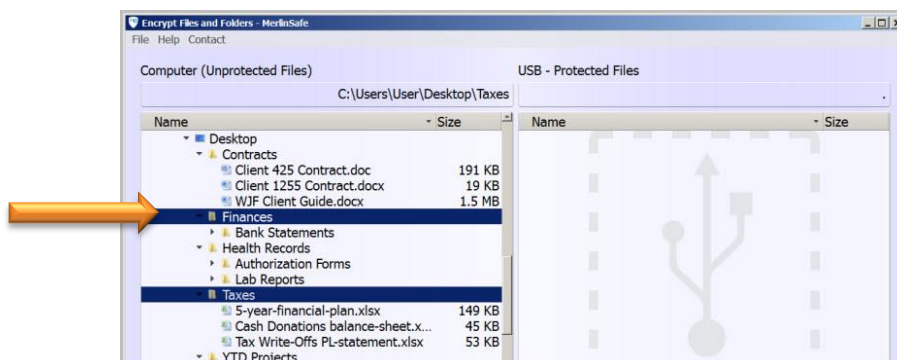 Encrypt Files and Folders - MerlinSafe
File Help Contact
Computer (Unprotected Files)
USB - Protected Files
C:\Users\User\Desktop\Taxes
.
Name Size
Name Size
Desktop
Contracts
Client 425 Contract.doc 191 KB
Client 1255 Contract.docx 19 KB
WJF Client Guide.docx 1.5 MB
Finances
Bank Statements
Health Records
Authorization Forms
Lab Reports
Taxes
5-year-financial-plan.xlsx 149 KB
Cash Donations balance-sheet.x... 45 KB
Tax Write-Offs PL-statement.xlsx 53 KB
YTD Projects